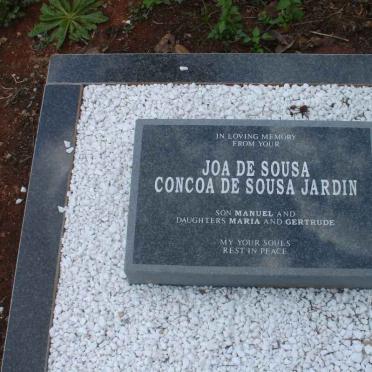 IN LOVING MEMORY
FROM YOUR
JOA DE SOUSA
CONCOA DE SOUSA JARDIN
SON MANUEL AND
DAUGHTERS MARIA AND GERTRUDE
MY YOUR SOULS
REST IN PEACE